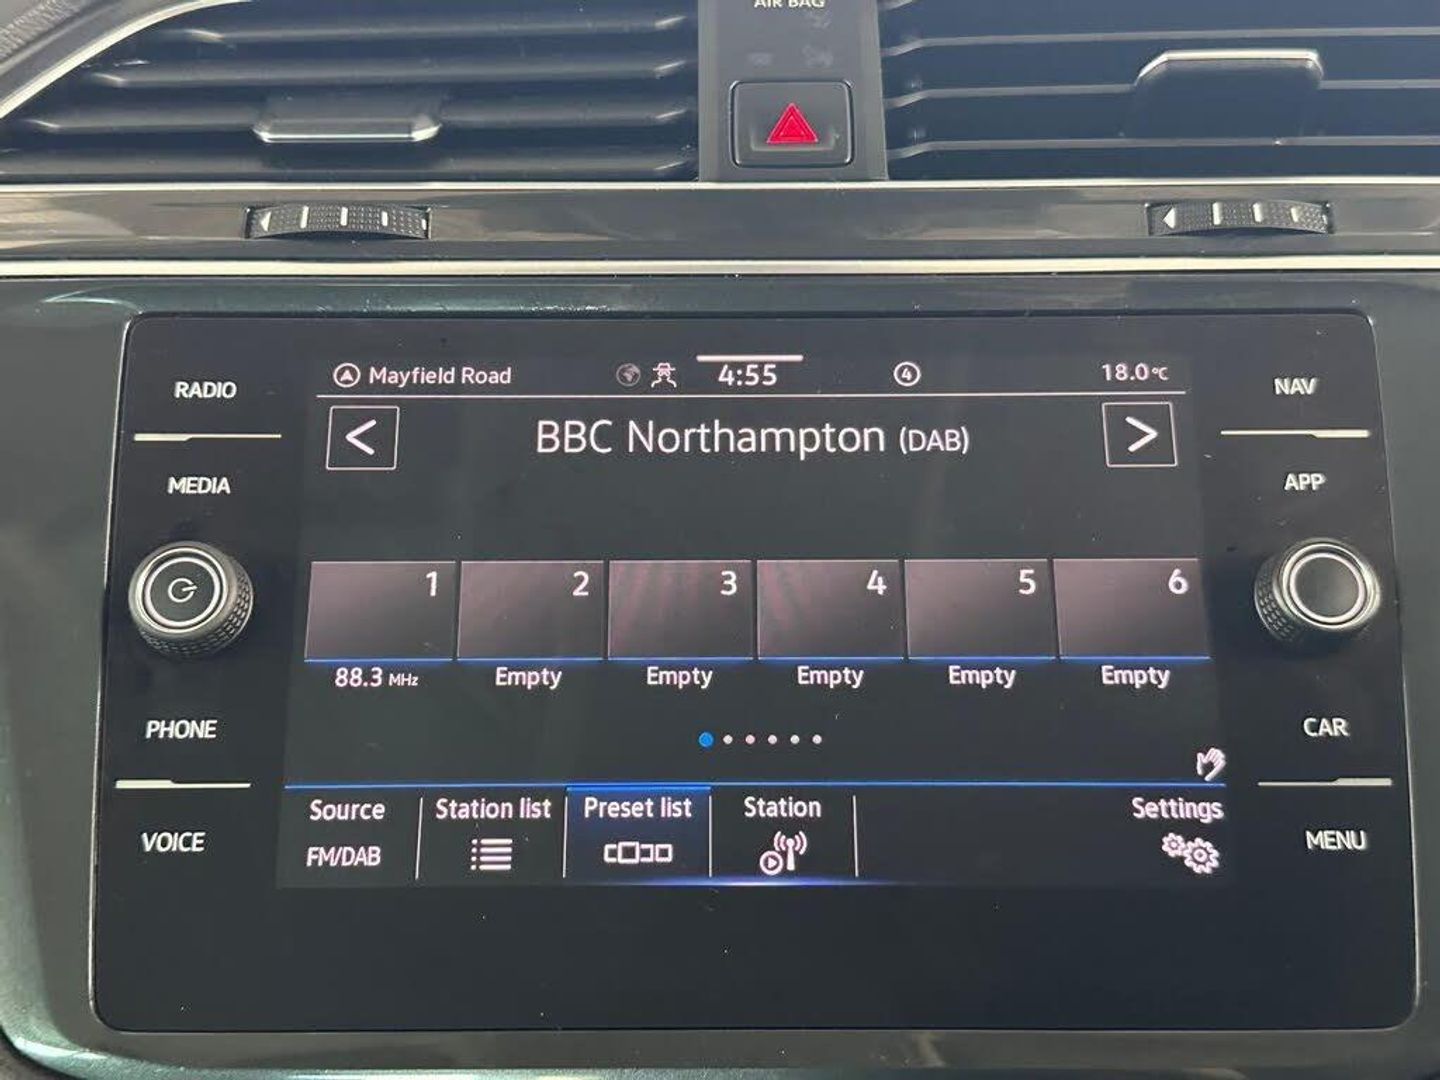 AIR BAG
RADIO
MEDIA
PHONE
VOICE
Mayfield Road
4:55
4
18.0°C
<
BBC Northampton (DAB)
>
1
2
3
4
5
6
88.3 MHz
Empty
Empty
Empty
Empty
Empty
Source
FM/DAB
Station list
Preset list
Station
Settings
NAV
APP
CAR
MENU